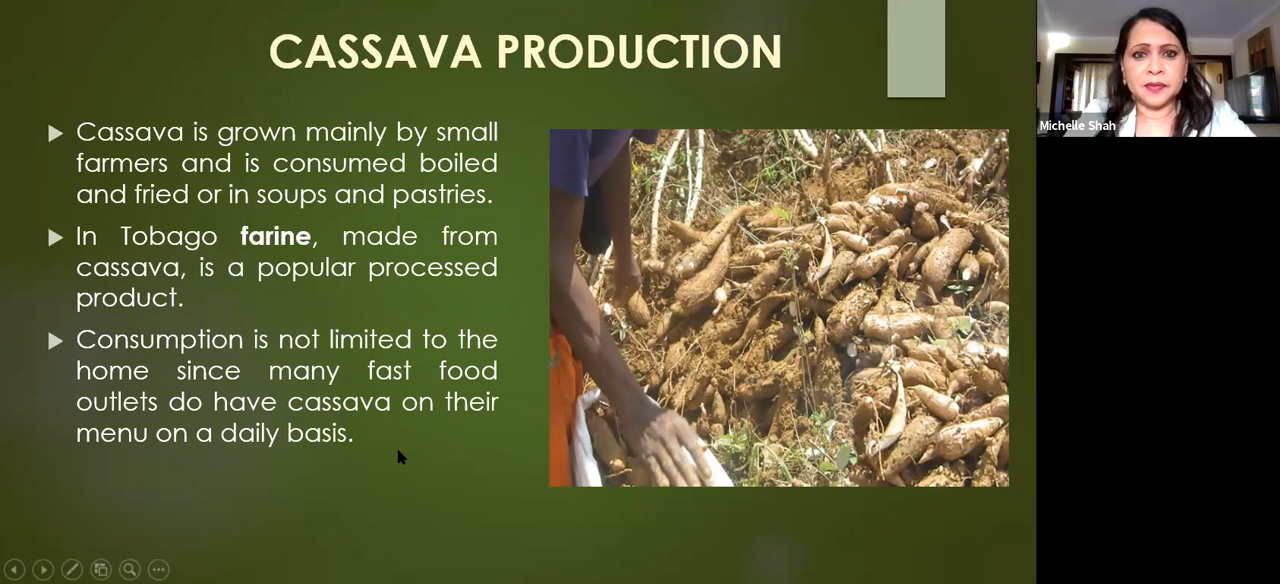 CASSAVA PRODUCTION
Cassava is grown mainly by small
farmers and is consumed boiled
and fried or in soups and pastries.
In Tobago farine, made from
cassava, is a popular processed
product.
Consumption is not limited to the
home since many fast food
outlets do have cassava on their
menu on a daily basis.
Michelle Shah